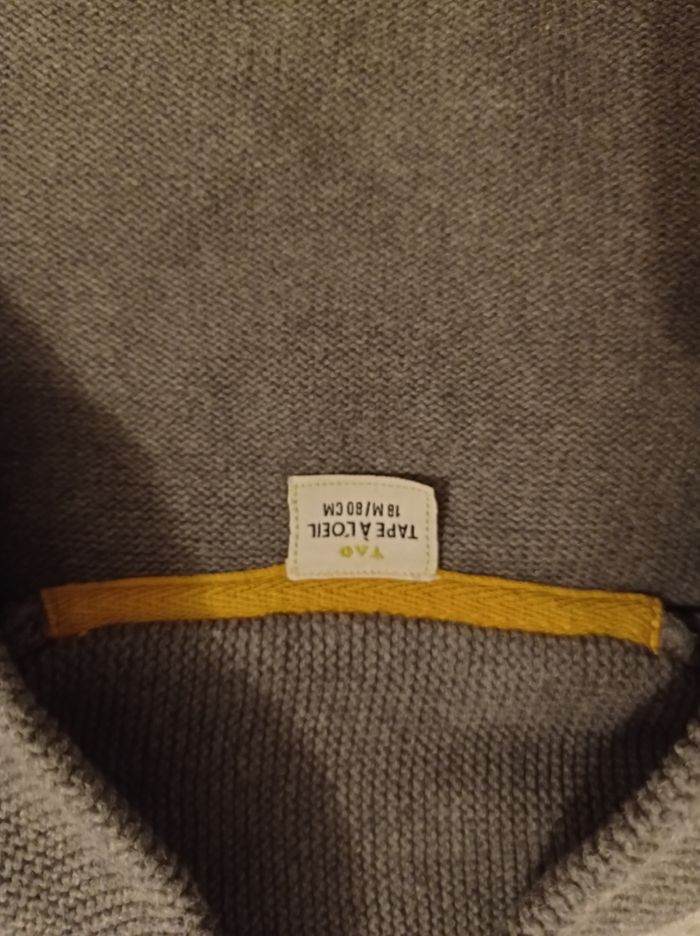 TAO
TAPE À L'OEIL
18 M/80 CM